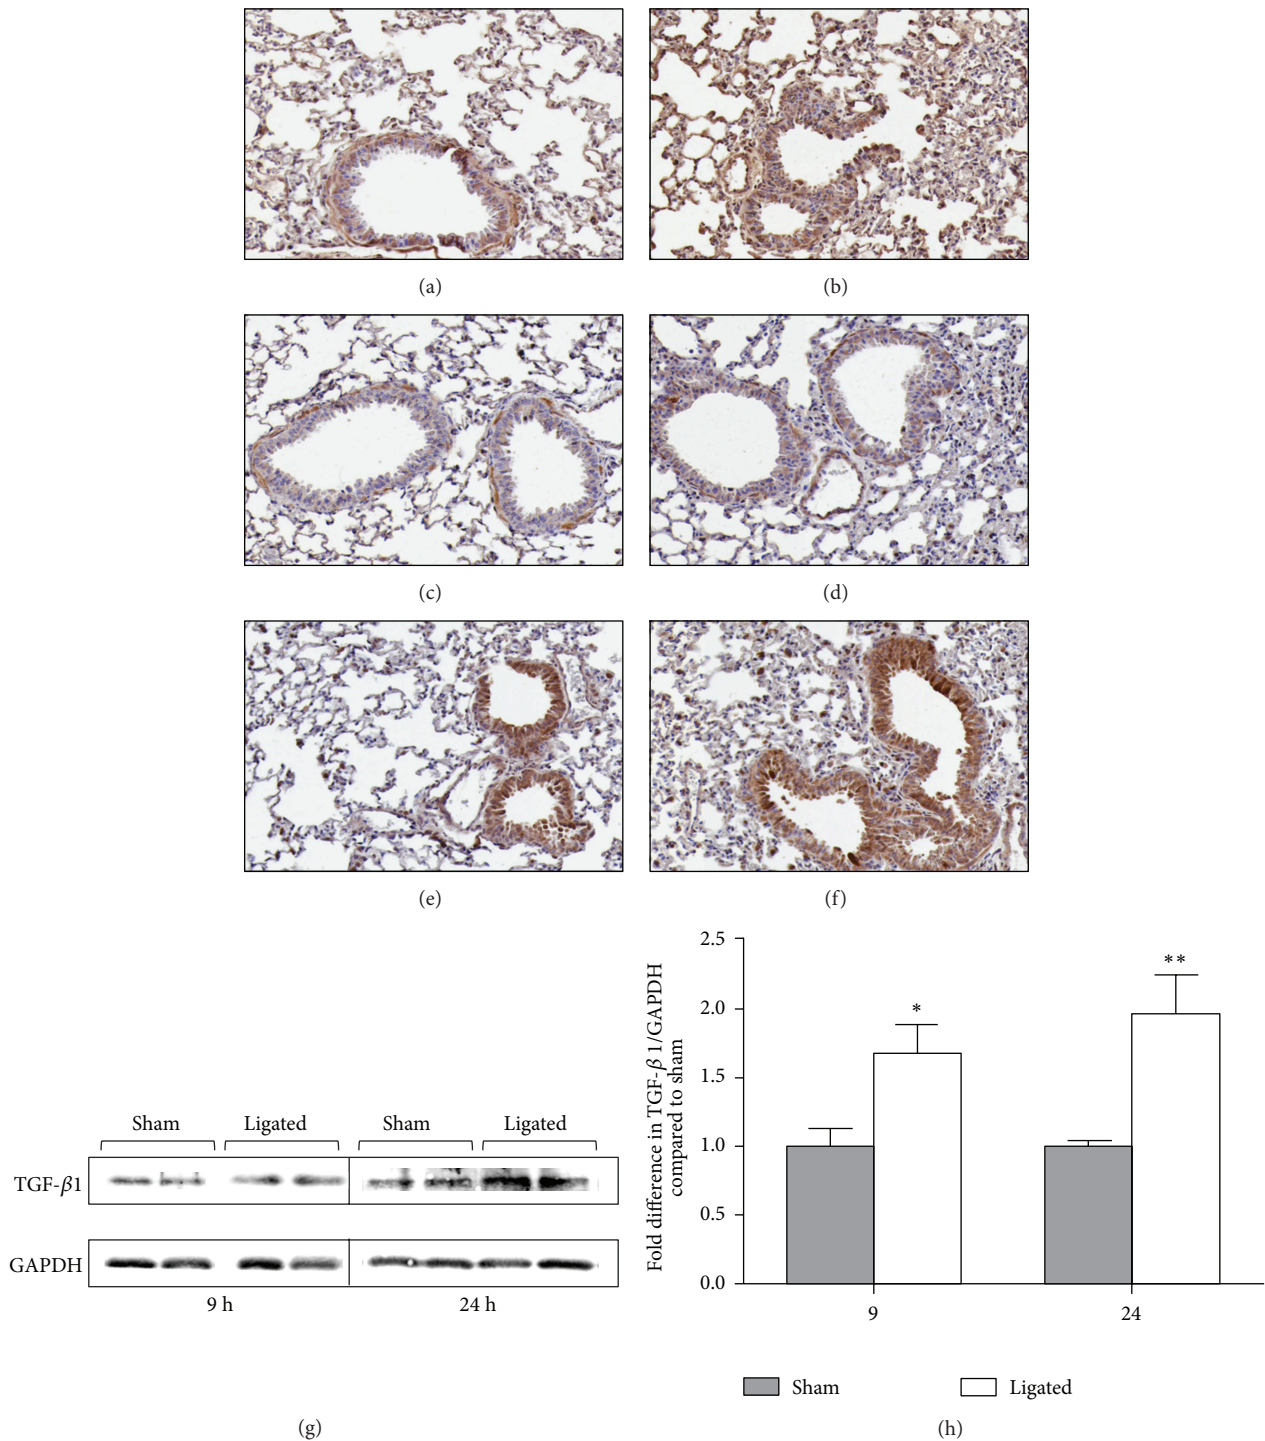 (a)
(b)
(c)
(d)
(e)
(f)
Sham
Ligated
Sham
Ligated
TGF-β1
GAPDH
9 h
24 h
(g)
Fold difference in TGF-β 1/GAPDH
compared to sham
2.5
2.0
1.5
1.0
0.5
0.0
*
**
9
24
Sham
Ligated
(h)